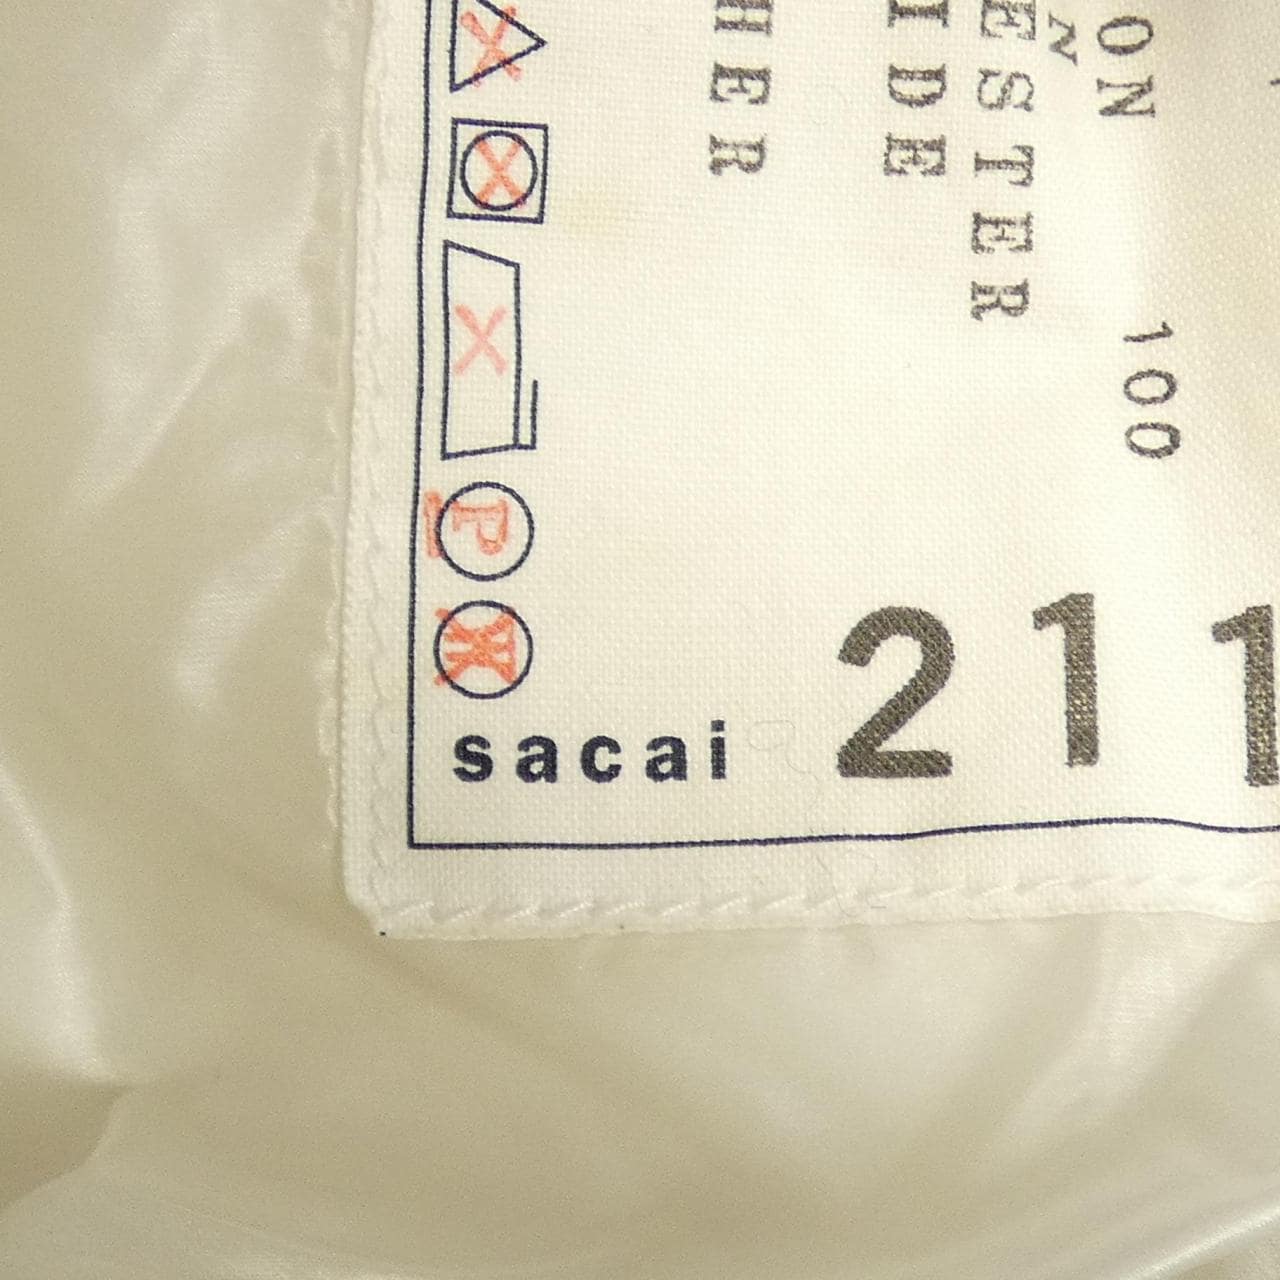 HER
IDE
ESTER
N
ON
100
P
W
sacai 211